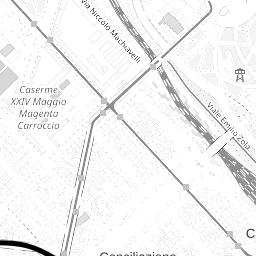 Via Niccolò Machiavelli
Caserme
XXIV Maggio
Magenta
Carroccio
Viale Emilio Zola
Conciliazione
C